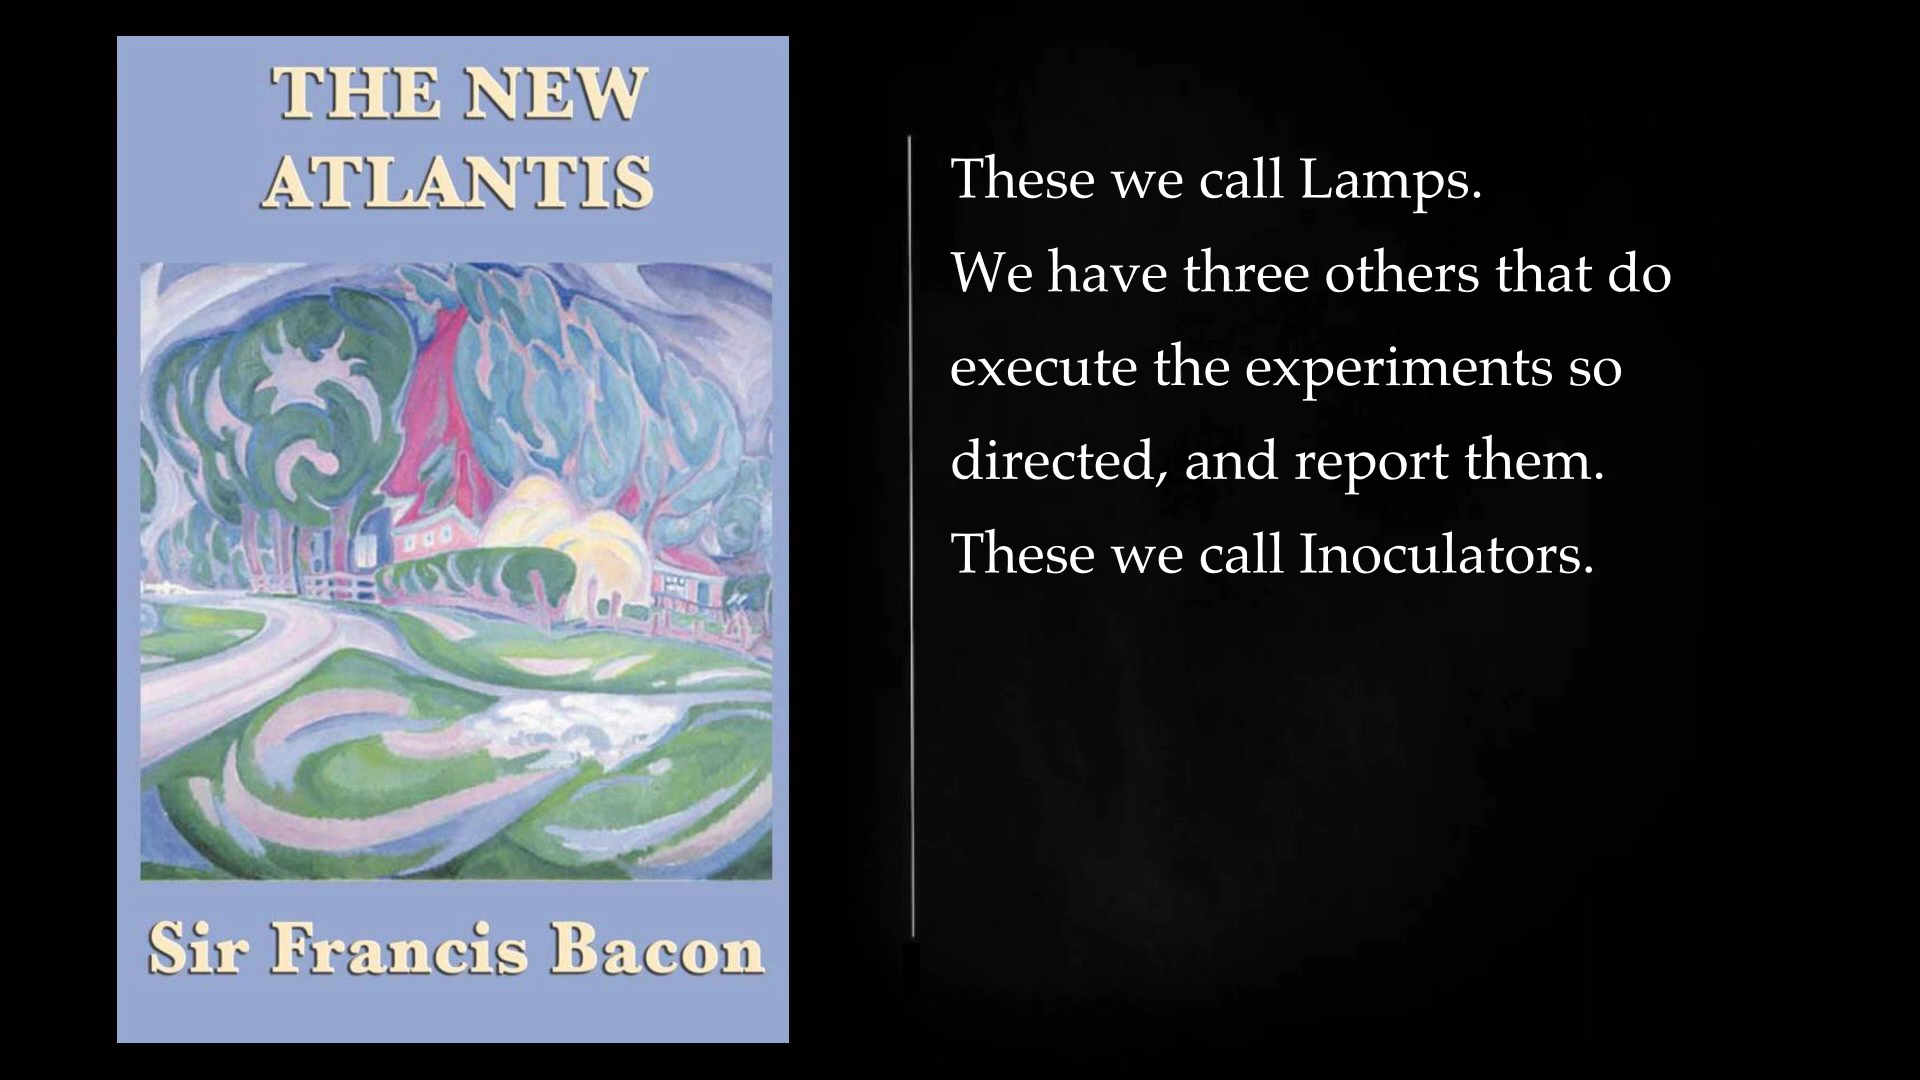 THE NEW
ATLANTIS
Sir Francis Bacon
These we call Lamps.
We have three others that do
execute the experiments so
directed, and report them.
These we call Inoculators.